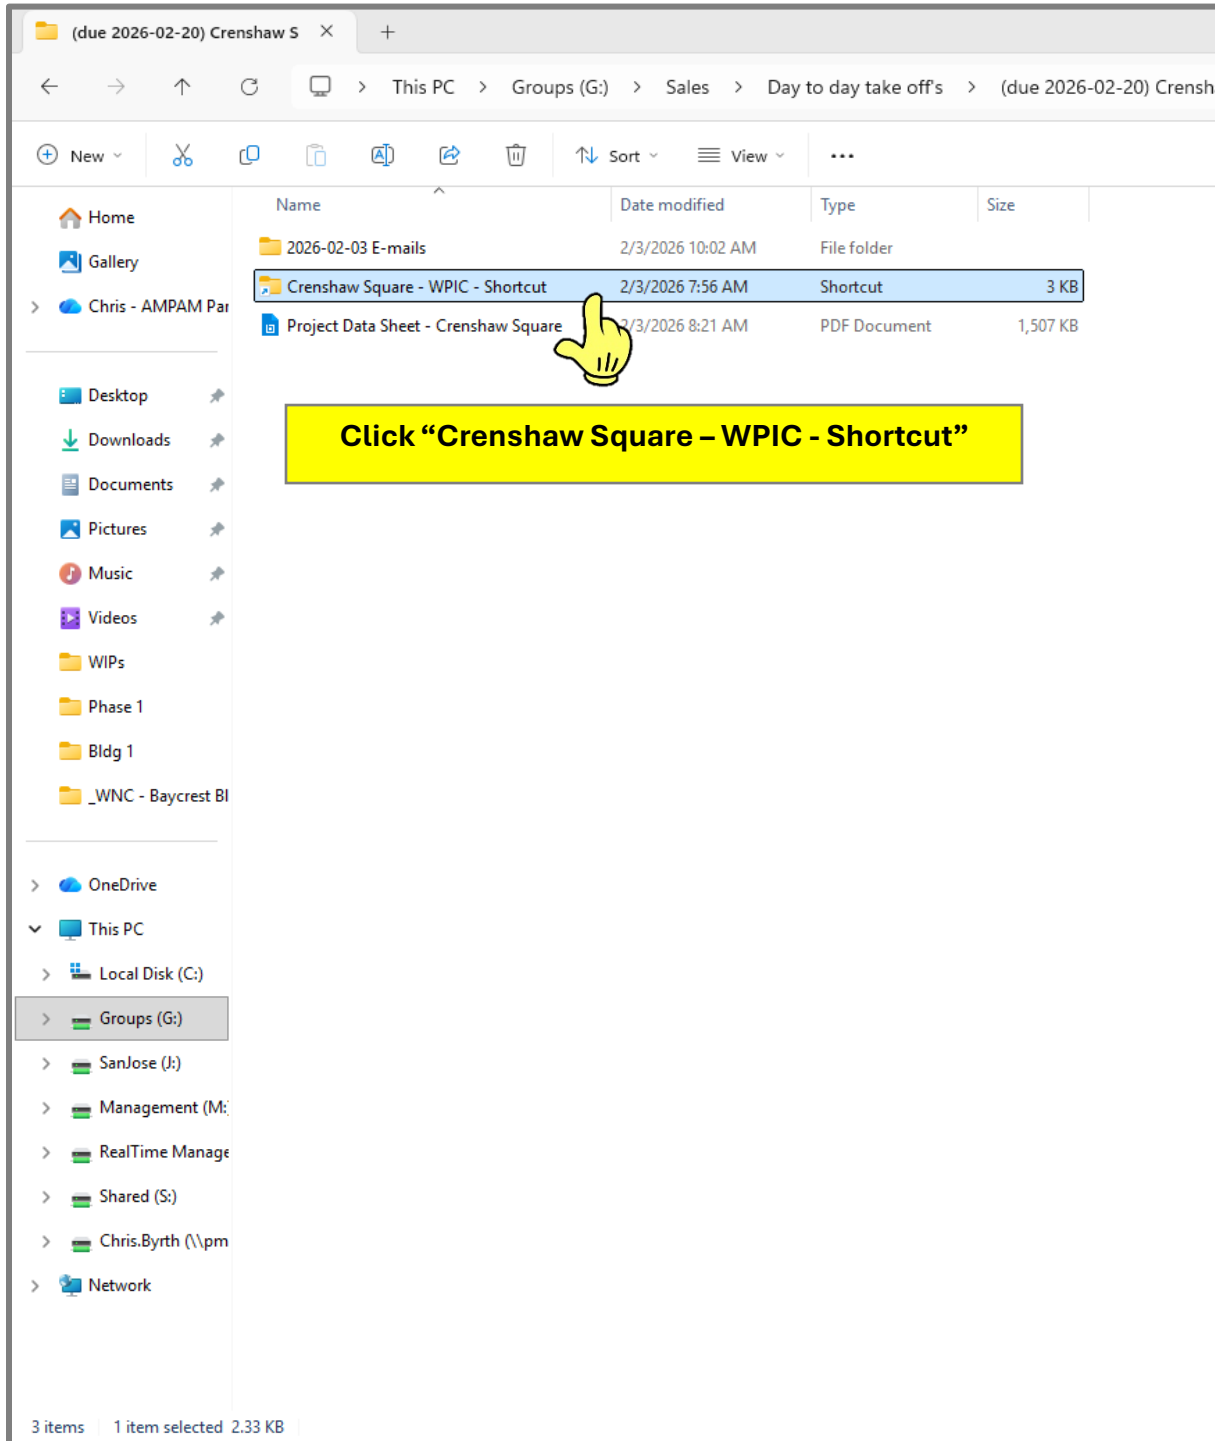 (due 2026-02-20) Crenshaw S
This PC > Groups (G:) > Sales > Day to day take off's > (due 2026-02-20) Crensh
New
Sort
View
Name Date modified Type Size
2026-02-03 E-mails 2/3/2026 10:02 AM File folder
Crenshaw Square - WPIC - Shortcut 2/3/2026 7:56 AM Shortcut 3 KB
Project Data Sheet - Crenshaw Square 2/3/2026 8:21 AM PDF Document 1,507 KB
Click “Crenshaw Square – WPIC - Shortcut”
Home
Gallery
Chris - AMPAM Par
Desktop
Downloads
Documents
Pictures
Music
Videos
WIPs
Phase 1
Bldg 1
_WNC - Baycrest Bl
OneDrive
This PC
Local Disk (C:)
Groups (G:)
SanJose (J:)
Management (M:)
RealTime Manage
Shared (S:)
Chris.Byrth (\\pm
Network
3 items 1 item selected 2.33 KB